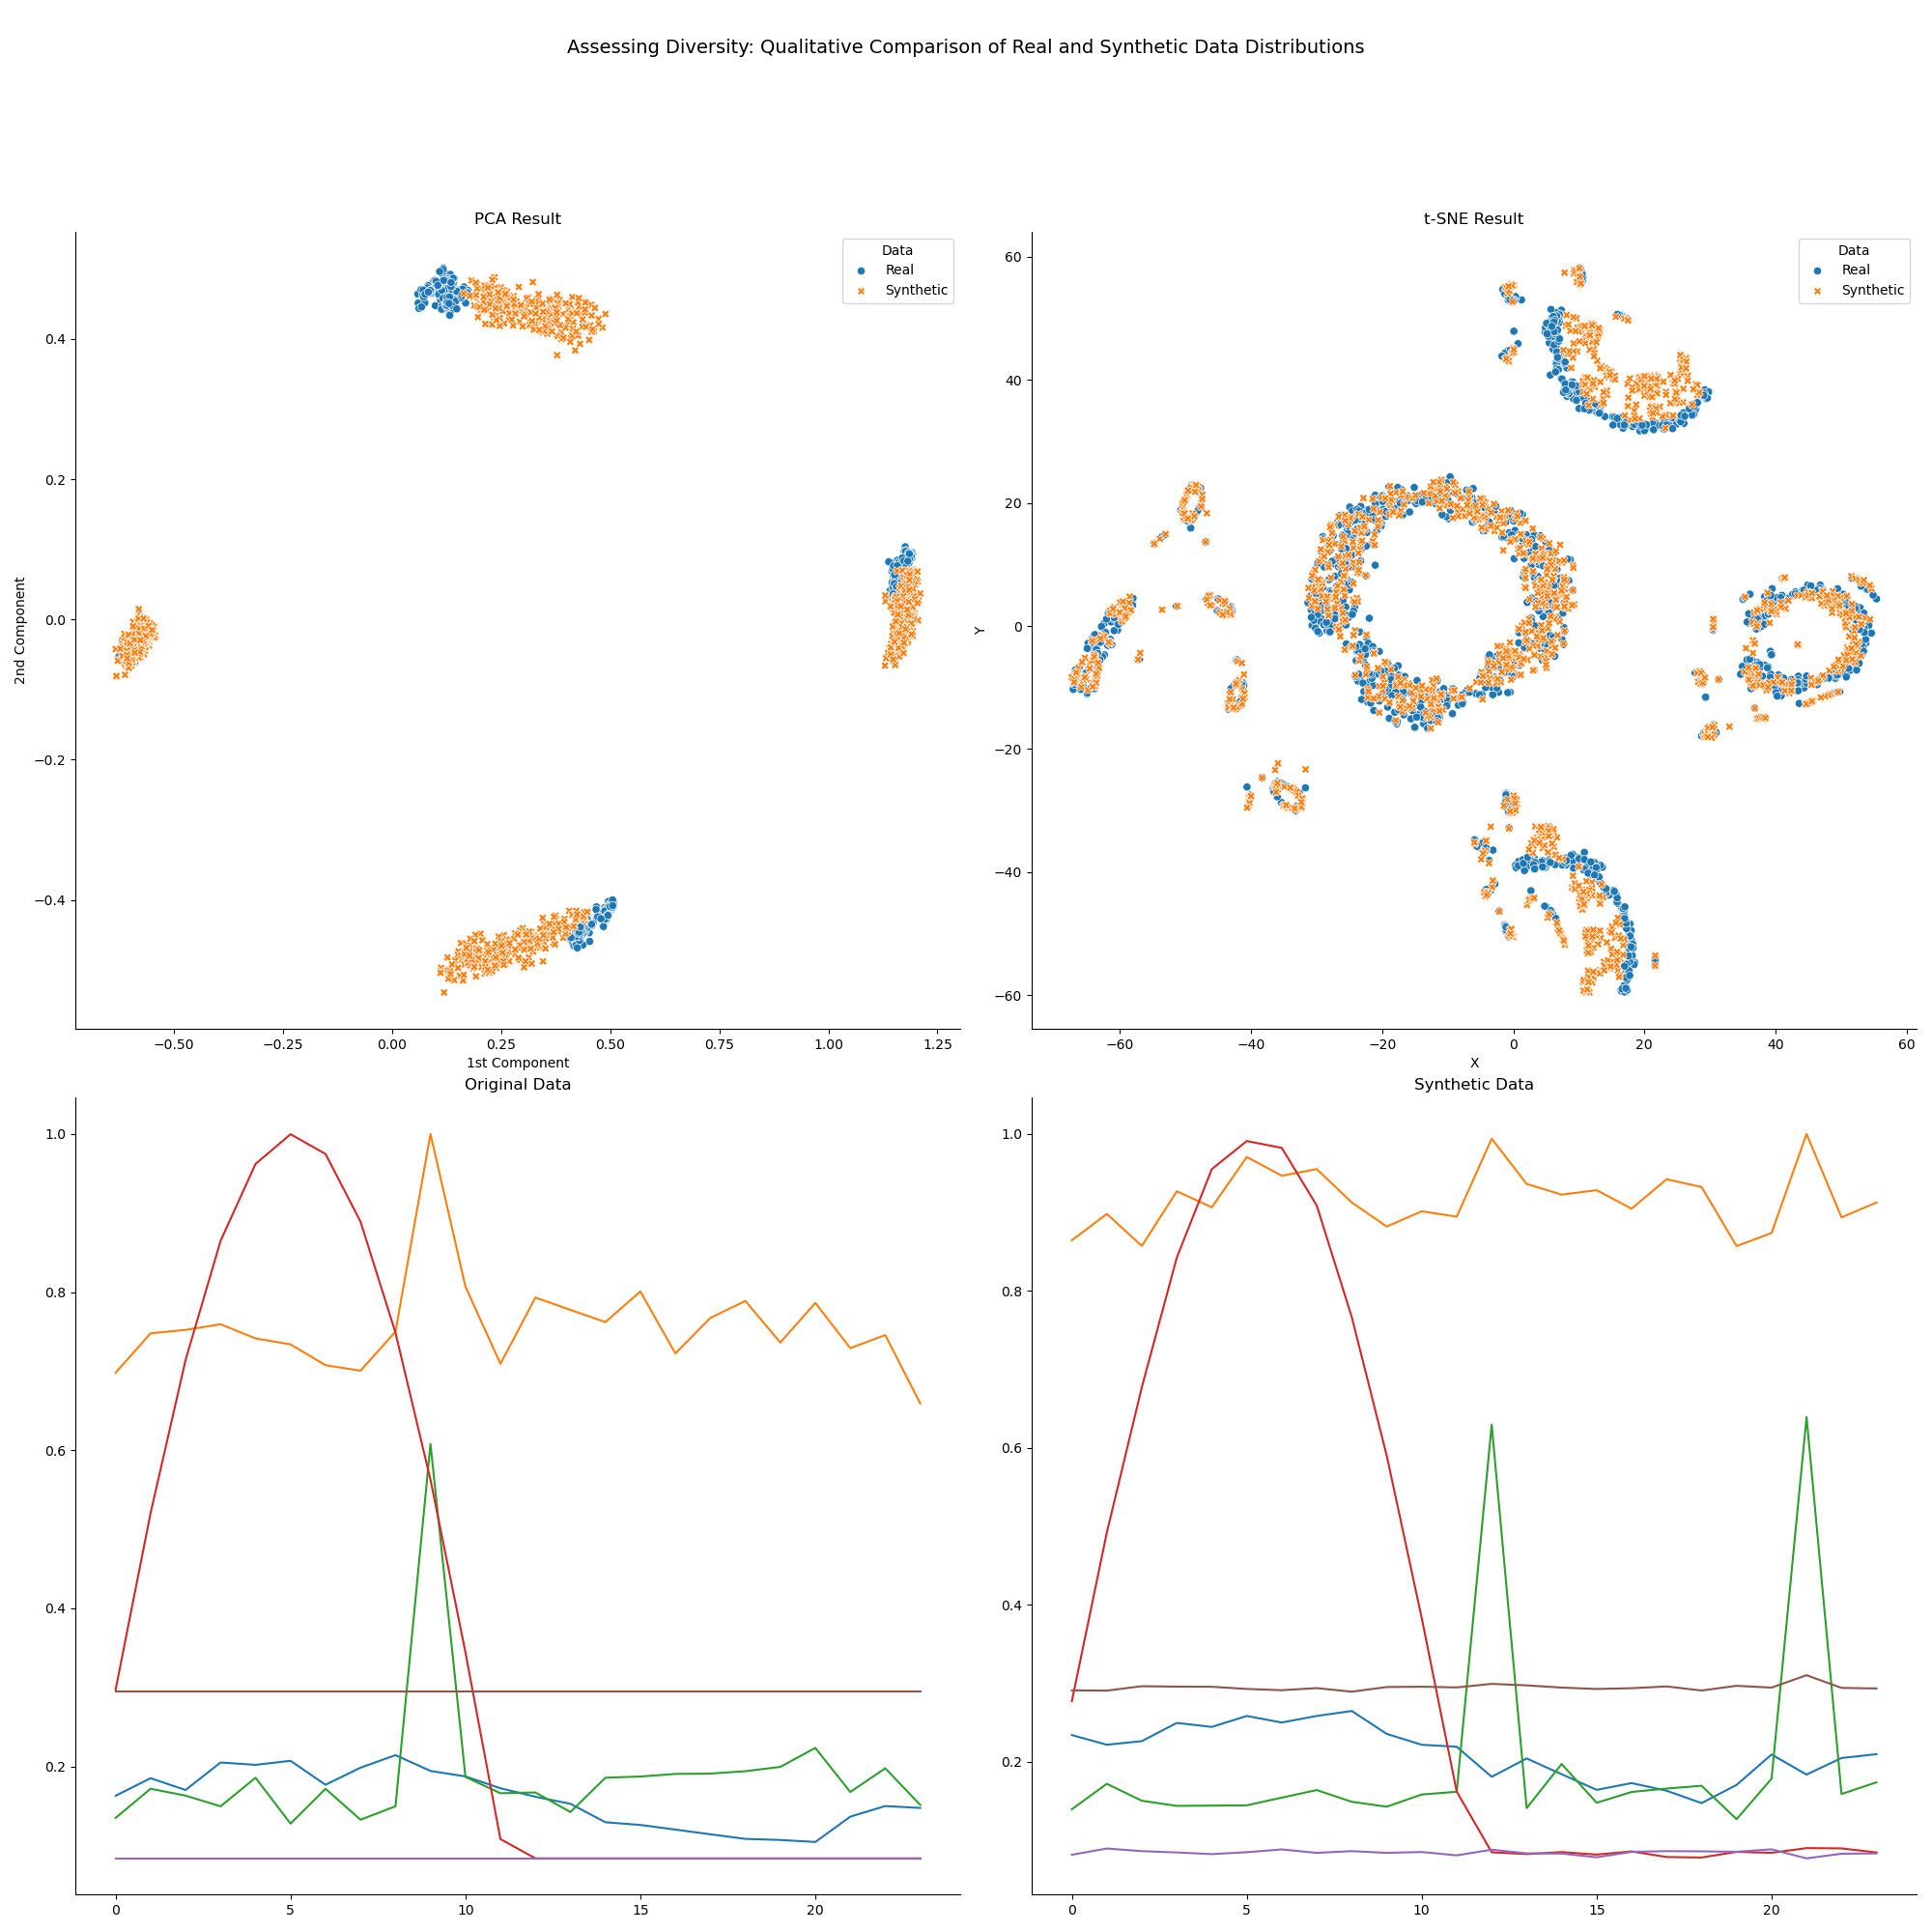 Assessing Diversity: Qualitative Comparison of Real and Synthetic Data Distributions
PCA Result
Data
Real
Synthetic
0.4
0.2
0.0
−0.2
−0.4
2nd Component
−0.50 −0.25 0.00 0.25 0.50 0.75 1.00 1.25
1st Component
t-SNE Result
Data
Real
Synthetic
60
40
20
0
−20
−40
−60
Y
−60 −40 −20 0 20 40 60
X
Original Data
1.0
0.8
0.6
0.4
0.2
0 5 10 15 20
Synthetic Data
1.0
0.8
0.6
0.4
0.2
0 5 10 15 20